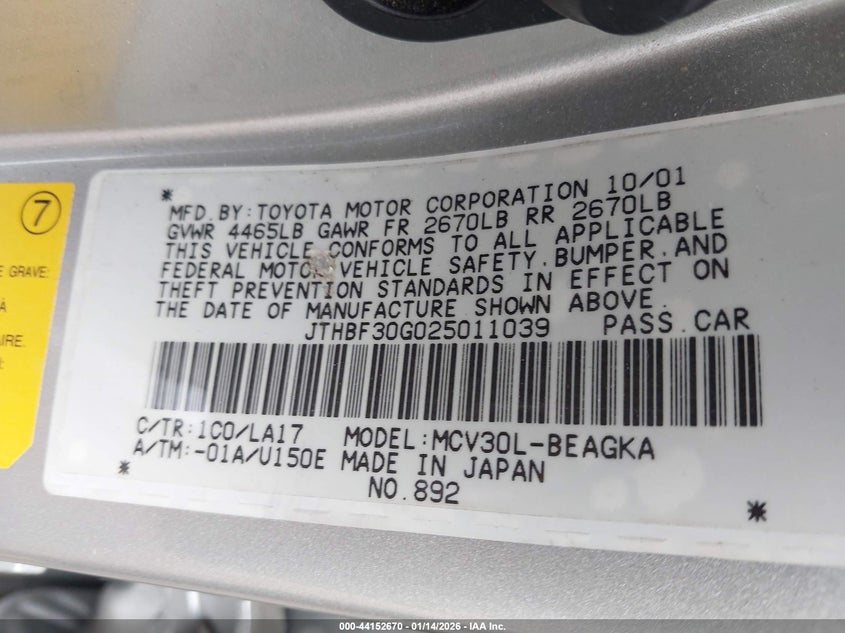 7
E GRAVE:
À
AIRE.
* MFD.BY:TOYOTA MOTOR CORPORATION 10/01
GVWR 4465LB GAWR FR 2670LB RR 2670LB
THIS VEHICLE CONFORMS TO ALL APPLICABLE
FEDERAL MOTOR VEHICLE SAFETY,BUMPER,AND
THEFT PREVENTION STANDARDS IN EFFECT ON
THE DATE OF MANUFACTURE SHOWN ABOVE.
JTHBF30G025011039 PASS.CAR
C/TR:1C0/LA17 MODEL:MCV30L-BEAGKA
A/TM:-01A/U150E MADE IN JAPAN
* NO.892 *
000-44152670 - 01/14/2026 - IAA Inc.